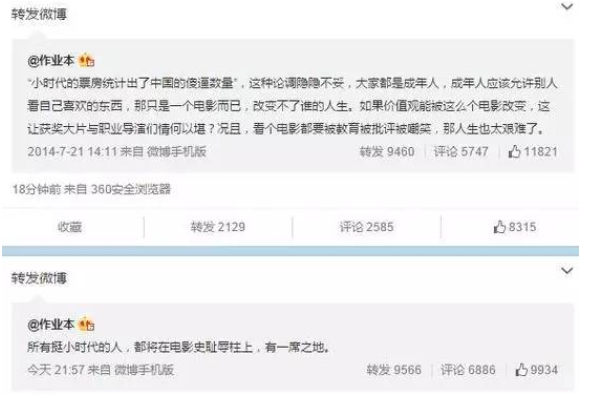 转发微博
@作业本
“小时代的票房统计出了中国的傻逼数量”，这种论调隐隐不妥，大家都是成年人，成年人应该允许别人
看自己喜欢的东西，那只是一个电影而已，改变不了谁的人生。如果价值观能被这么个电影改变，这
让获奖大片与职业导演们情何以堪？况且，看个电影都要被教育被批评被嘲笑，那人生也太艰难了。
2014-7-21 14:11 来自 微博手机版 转发 9460 评论 5747 11821
18分钟前 来自 360安全浏览器
收藏 转发 2129 评论 2585 8315
转发微博
@作业本
所有挺小时代的人，都将在电影史耻辱柱上，有一席之地。
今天 21:57 来自 微博手机版 转发 9566 评论 6886 9934